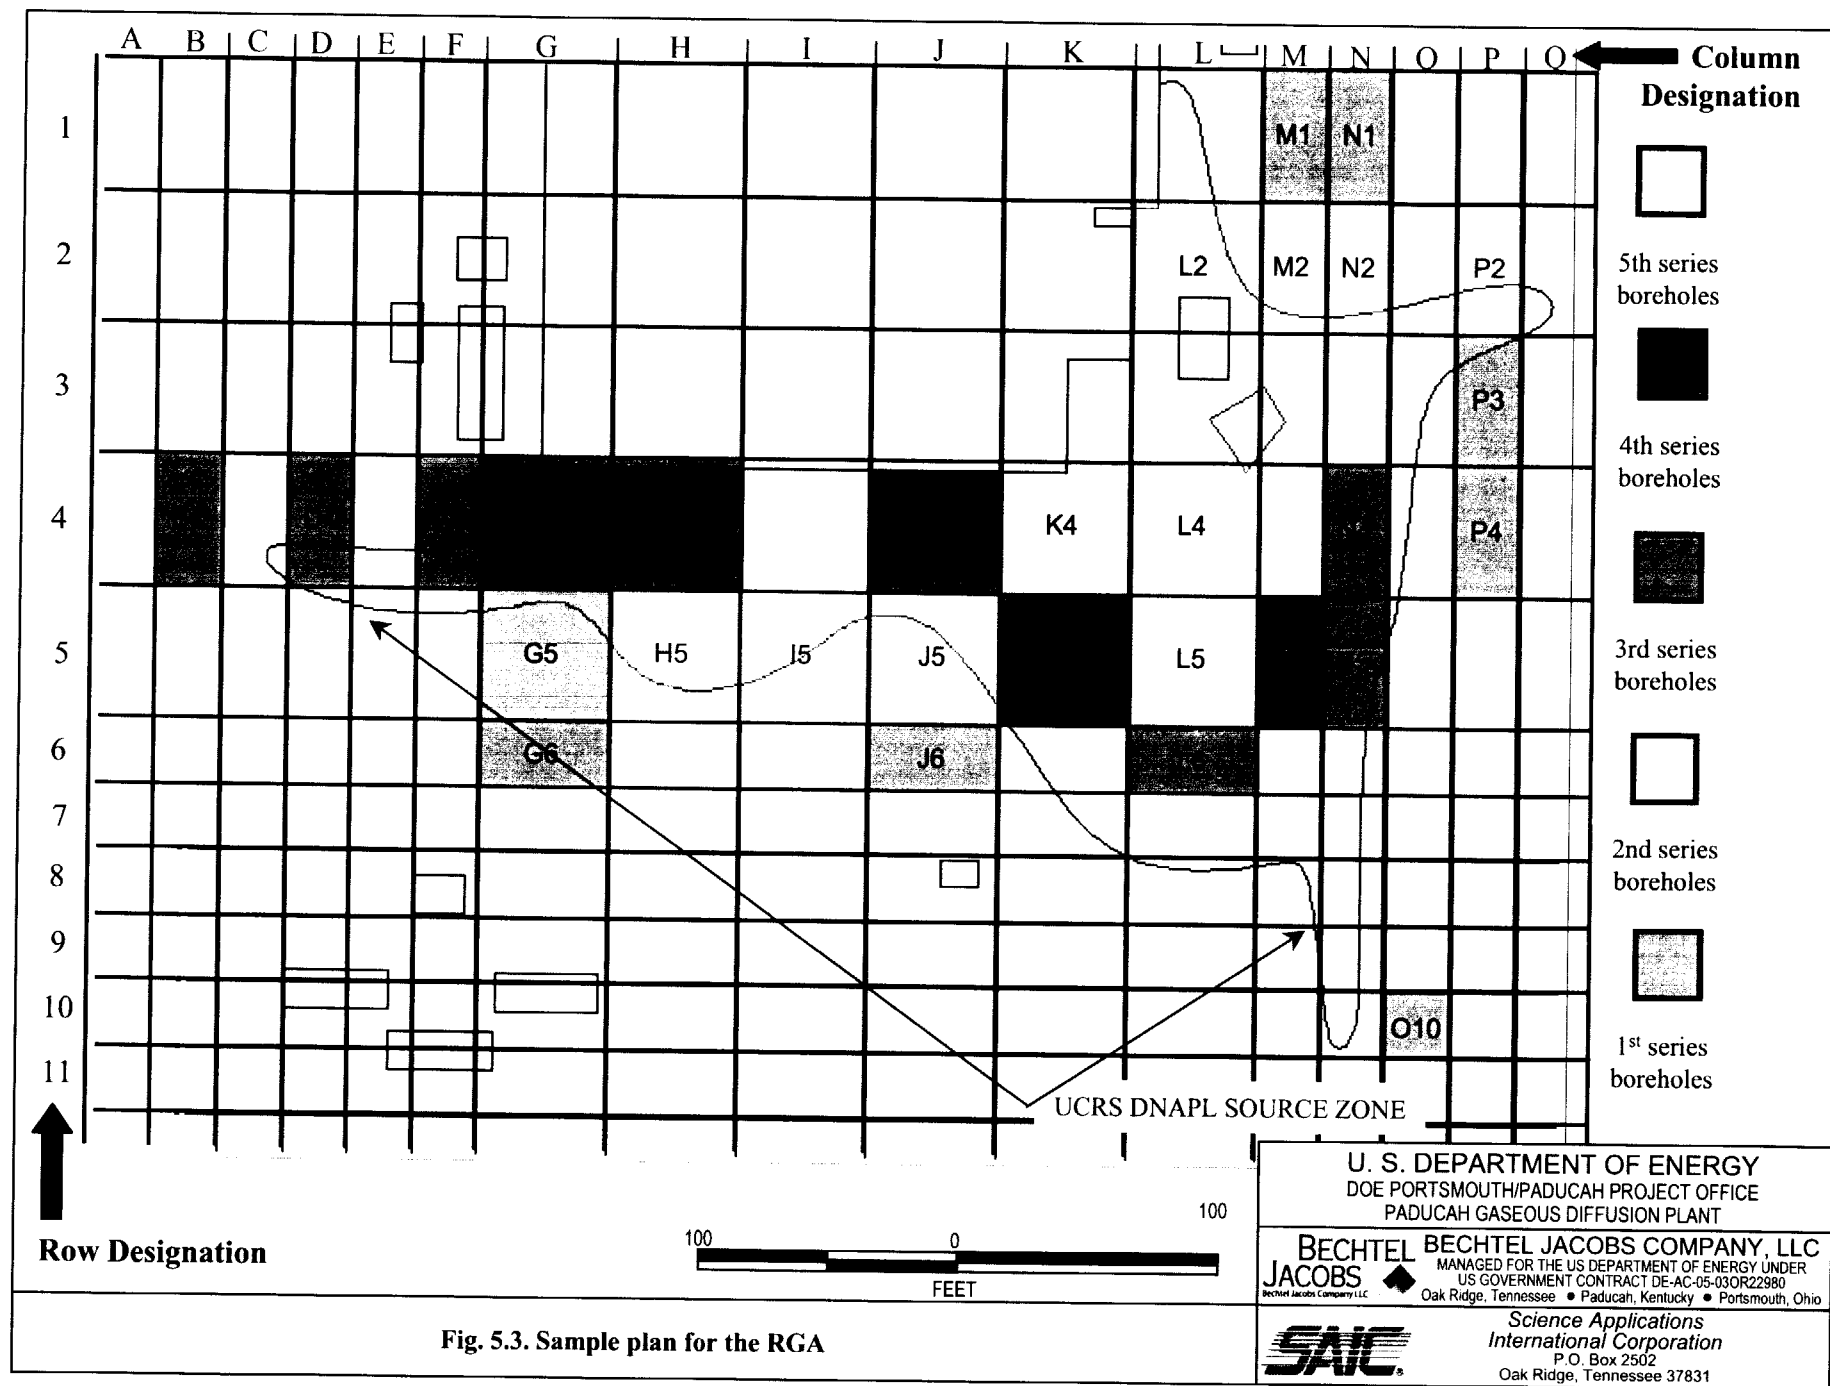 A B C D E F G H I J K L M N O P Q
Column
Designation
1
M1 N1
2
L2 M2 N2 P2
5th series
boreholes
3
P3
4th series
boreholes
4
K4 L4 P4
5
G5 H5 I5 J5 L5
3rd series
boreholes
6
G6 J6
7
8
2nd series
boreholes
9
10
O10
1st series
boreholes
11
UCRS DNAPL SOURCE ZONE
Row Designation
100 0 100
FEET
U. S. DEPARTMENT OF ENERGY
DOE PORTSMOUTH/PADUCAH PROJECT OFFICE
PADUCAH GASEOUS DIFFUSION PLANT
BECHTEL
JACOBS
Bechtel Jacobs Company LLC
BECHTEL JACOBS COMPANY, LLC
MANAGED FOR THE US DEPARTMENT OF ENERGY UNDER
US GOVERNMENT CONTRACT DE-AC-05-03OR22980
Oak Ridge, Tennessee • Paducah, Kentucky • Portsmouth, Ohio
Fig. 5.3. Sample plan for the RGA
SAIC
Science Applications
International Corporation
P.O. Box 2502
Oak Ridge, Tennessee 37831